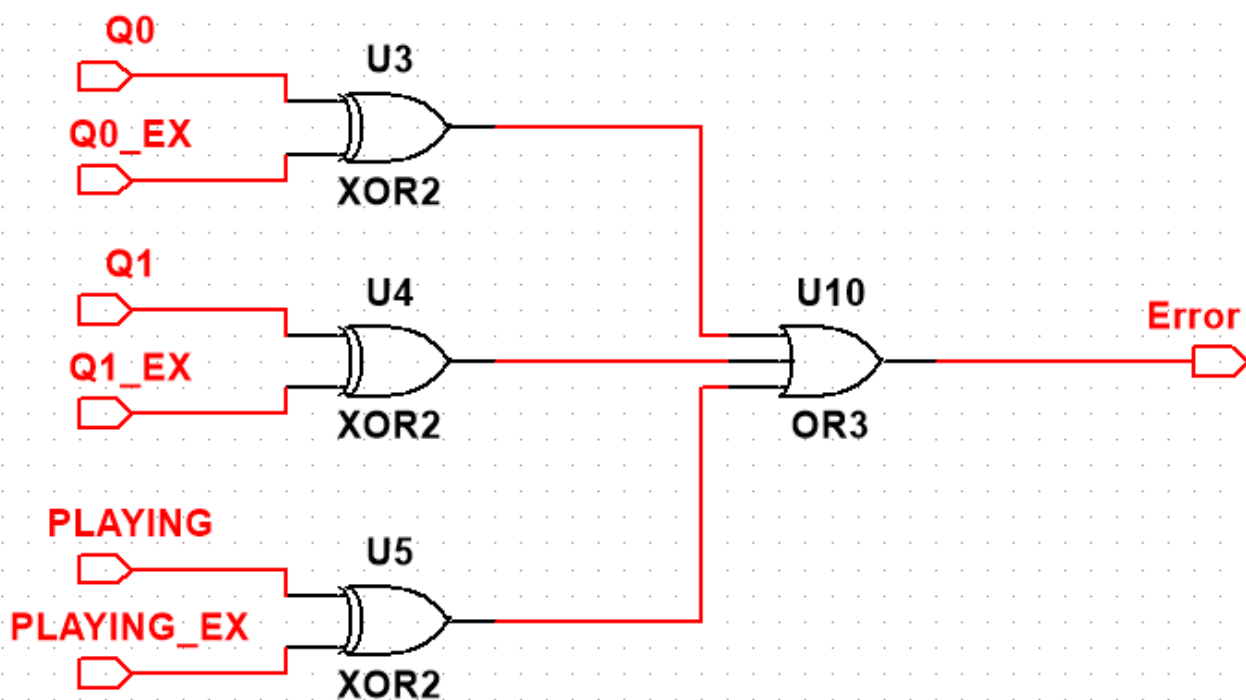 Q0
U3
Q0_EX
XOR2
Q1
U4
U10
Error
Q1_EX
XOR2
OR3
PLAYING
U5
PLAYING_EX
XOR2